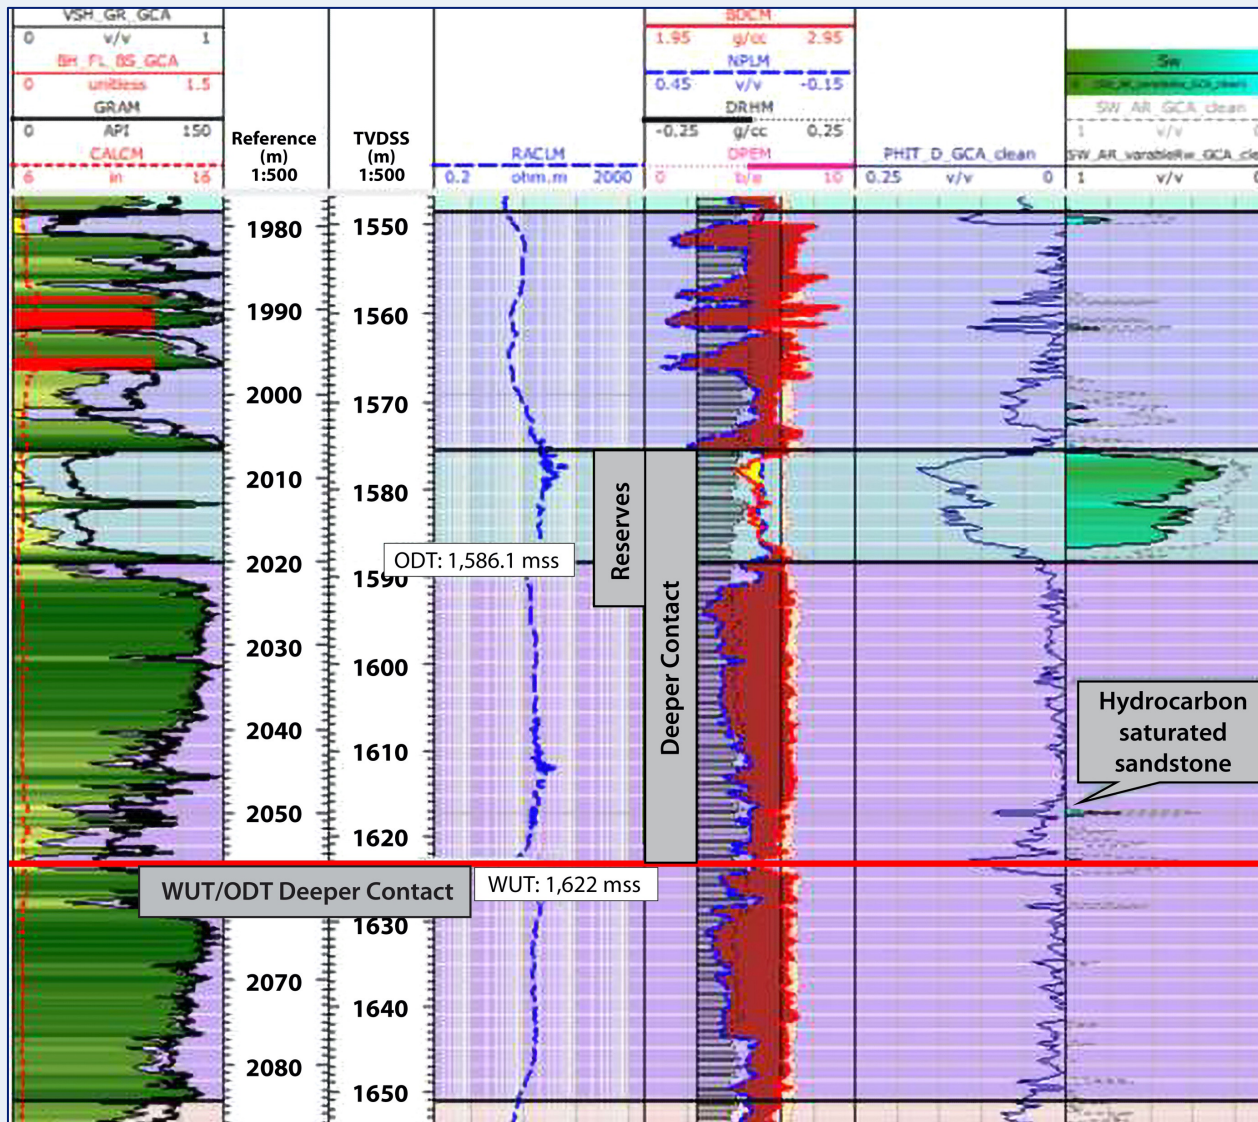 VSH_GR_GCA
0 v/v 1
BH_FL_BS_GCA
0 unitless 1.5
GRAM
0 API 150
CALCM
6 in 16
Reference
(m)
1:500
TVDSS
(m)
1:500
RACLM
0.2 ohm.m 2000
BDCM
1.95 g/cc 2.95
NPLM
0.45 v/v -0.15
DRHM
-0.25 g/cc 0.25
DPEM
0 b/e 10
PHIT_D_GCA_clean
0.25 v/v 0
Sw
SW_AR_GCA_clean
1 v/v 0
SW_AR_varableRw_GCA_cle
1 v/v 0
1980
1990
2000
2010
2020
2030
2040
2050
2070
2080
1550
1560
1570
1580
1590
1600
1610
1620
1630
1640
1650
ODT: 1,586.1 mss
Reserves
Deeper Contact
Hydrocarbon
saturated
sandstone
WUT/ODT Deeper Contact
WUT: 1,622 mss